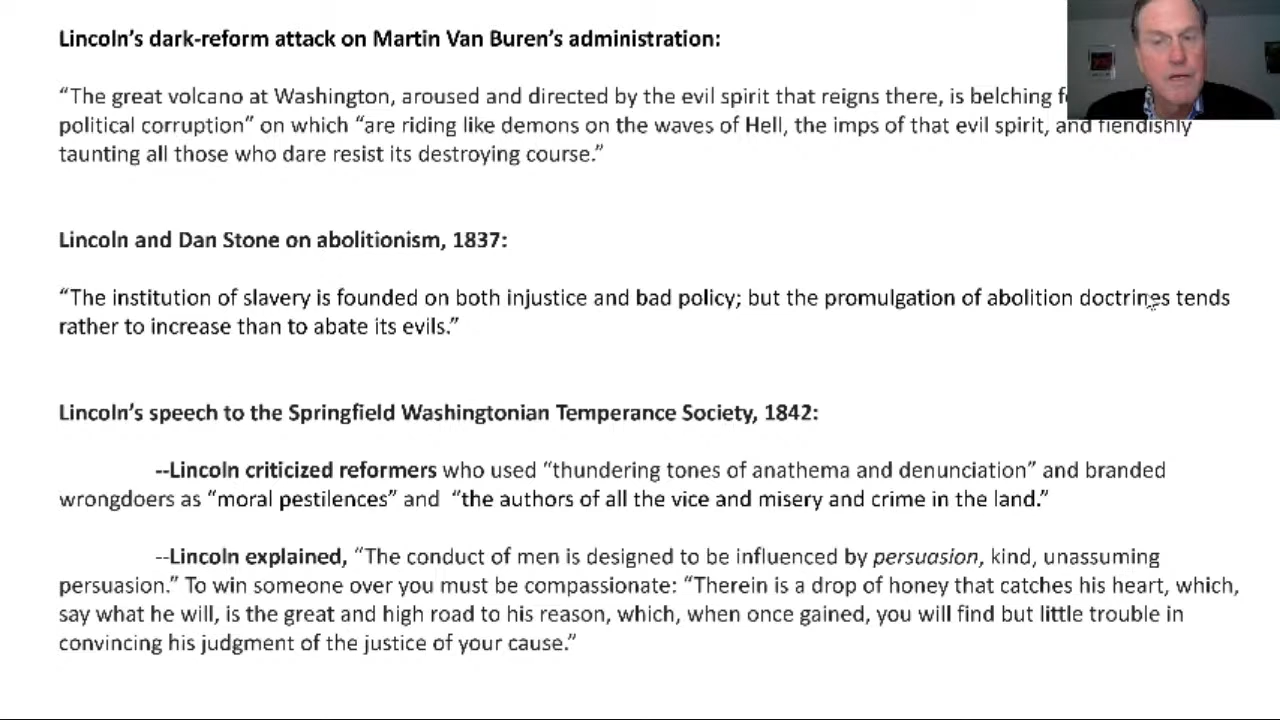 Lincoln’s dark-reform attack on Martin Van Buren’s administration:
“The great volcano at Washington, aroused and directed by the evil spirit that reigns there, is belching
political corruption” on which “are riding like demons on the waves of Hell, the imps of that evil spirit, and fiendishly
taunting all those who dare resist its destroying course.”
Lincoln and Dan Stone on abolitionism, 1837:
“The institution of slavery is founded on both injustice and bad policy; but the promulgation of abolition doctrines tends
rather to increase than to abate its evils.”
Lincoln’s speech to the Springfield Washingtonian Temperance Society, 1842:
--Lincoln criticized reformers who used “thundering tones of anathema and denunciation” and branded
wrongdoers as “moral pestilences” and “the authors of all the vice and misery and crime in the land.”
--Lincoln explained, “The conduct of men is designed to be influenced by persuasion, kind, unassuming
persuasion.” To win someone over you must be compassionate: “Therein is a drop of honey that catches his heart, which,
say what he will, is the great and high road to his reason, which, when once gained, you will find but little trouble in
convincing his judgment of the justice of your cause.”